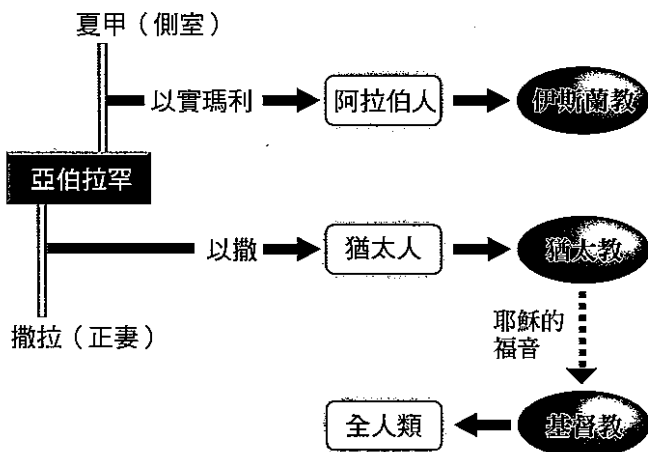 夏甲（側室）
以實瑪利
阿拉伯人
伊斯蘭教
亞伯拉罕
以撒
猶太人
猶太教
撒拉（正妻）
耶穌的
福音
全人類
基督教